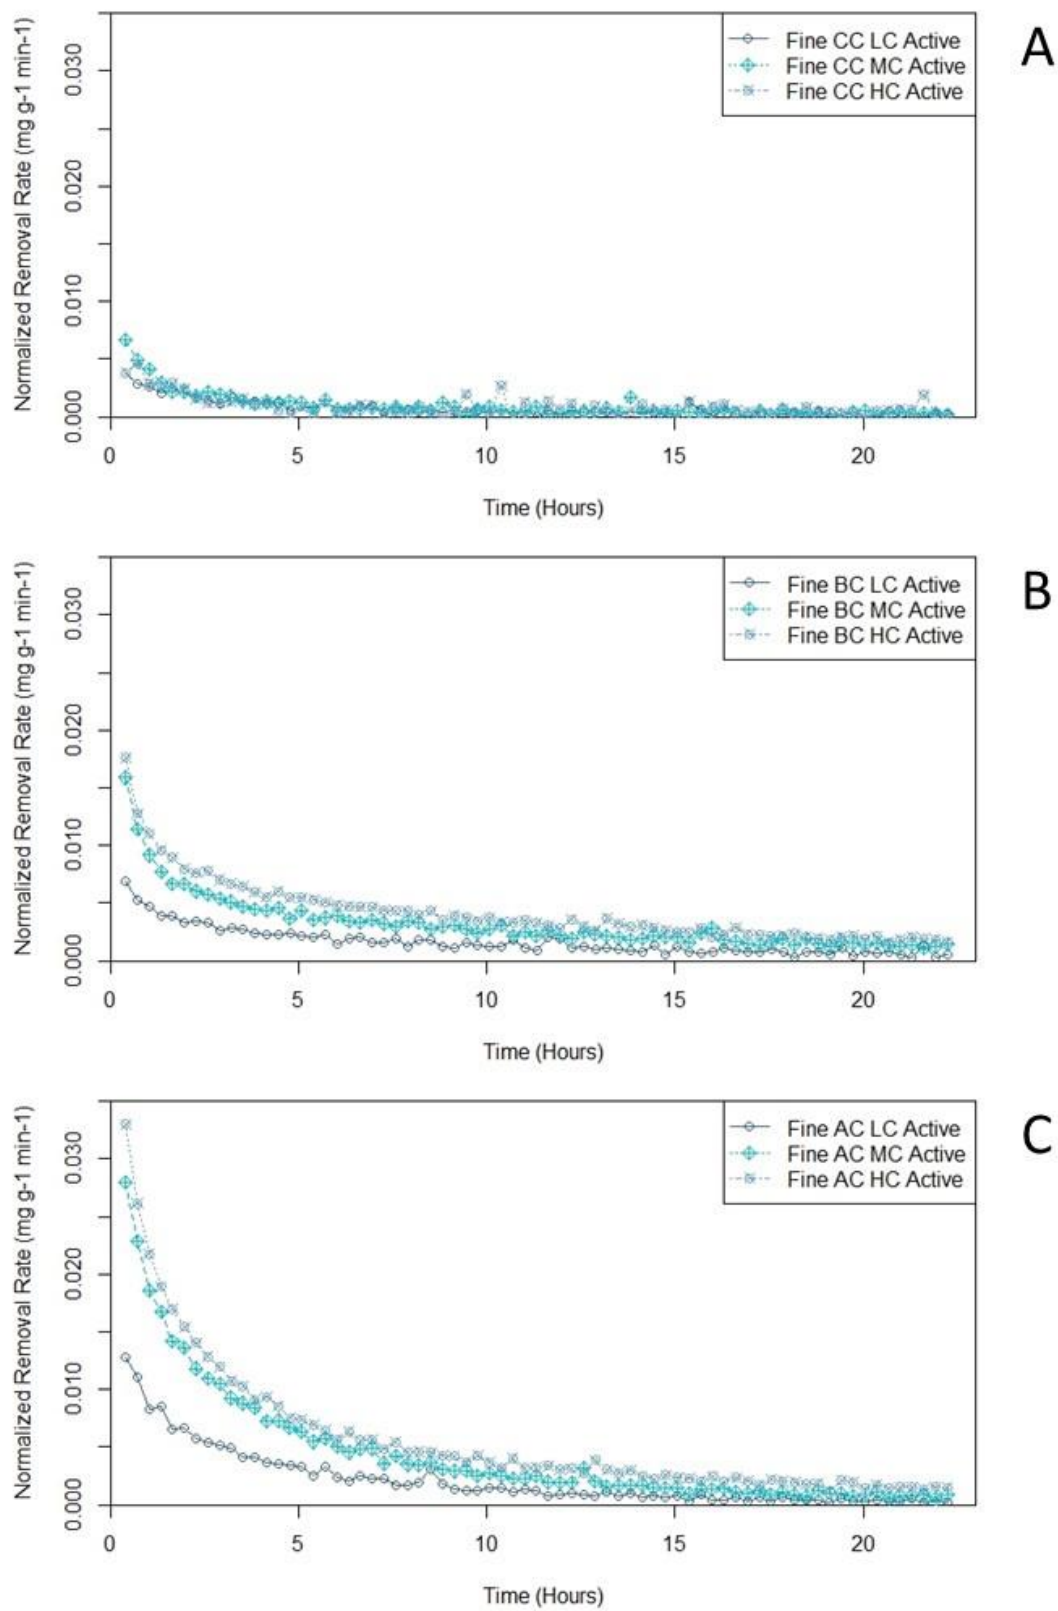 A
Fine CC LC Active
Fine CC MC Active
Fine CC HC Active
Normalized Removal Rate (mg g-1 min-1)
0.030
0.020
0.010
0.000
0 5 10 15 20
Time (Hours)
B
Fine BC LC Active
Fine BC MC Active
Fine BC HC Active
Normalized Removal Rate (mg g-1 min-1)
0.030
0.020
0.010
0.000
0 5 10 15 20
Time (Hours)
C
Fine AC LC Active
Fine AC MC Active
Fine AC HC Active
Normalized Removal Rate (mg g-1 min-1)
0.030
0.020
0.010
0.000
0 5 10 15 20
Time (Hours)